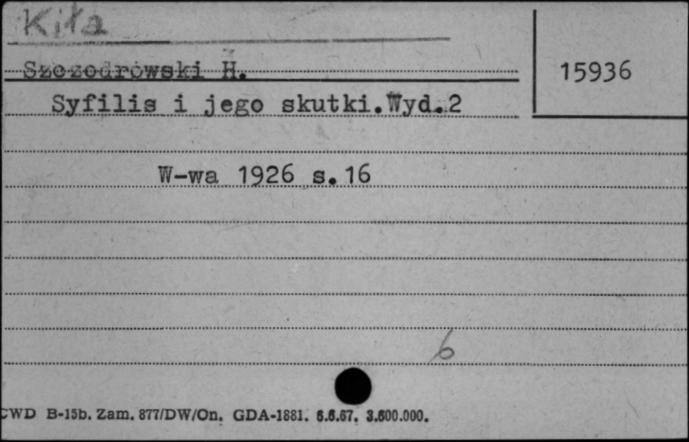 Kiła
Szczodrowski H.
15936
Syfilis i jego skutki.Wyd.2
W-wa 1926 s.16
6
CWD B-15b. Zam. 877/DW/On. GDA-1881. 6.6.67. 3.600.000.